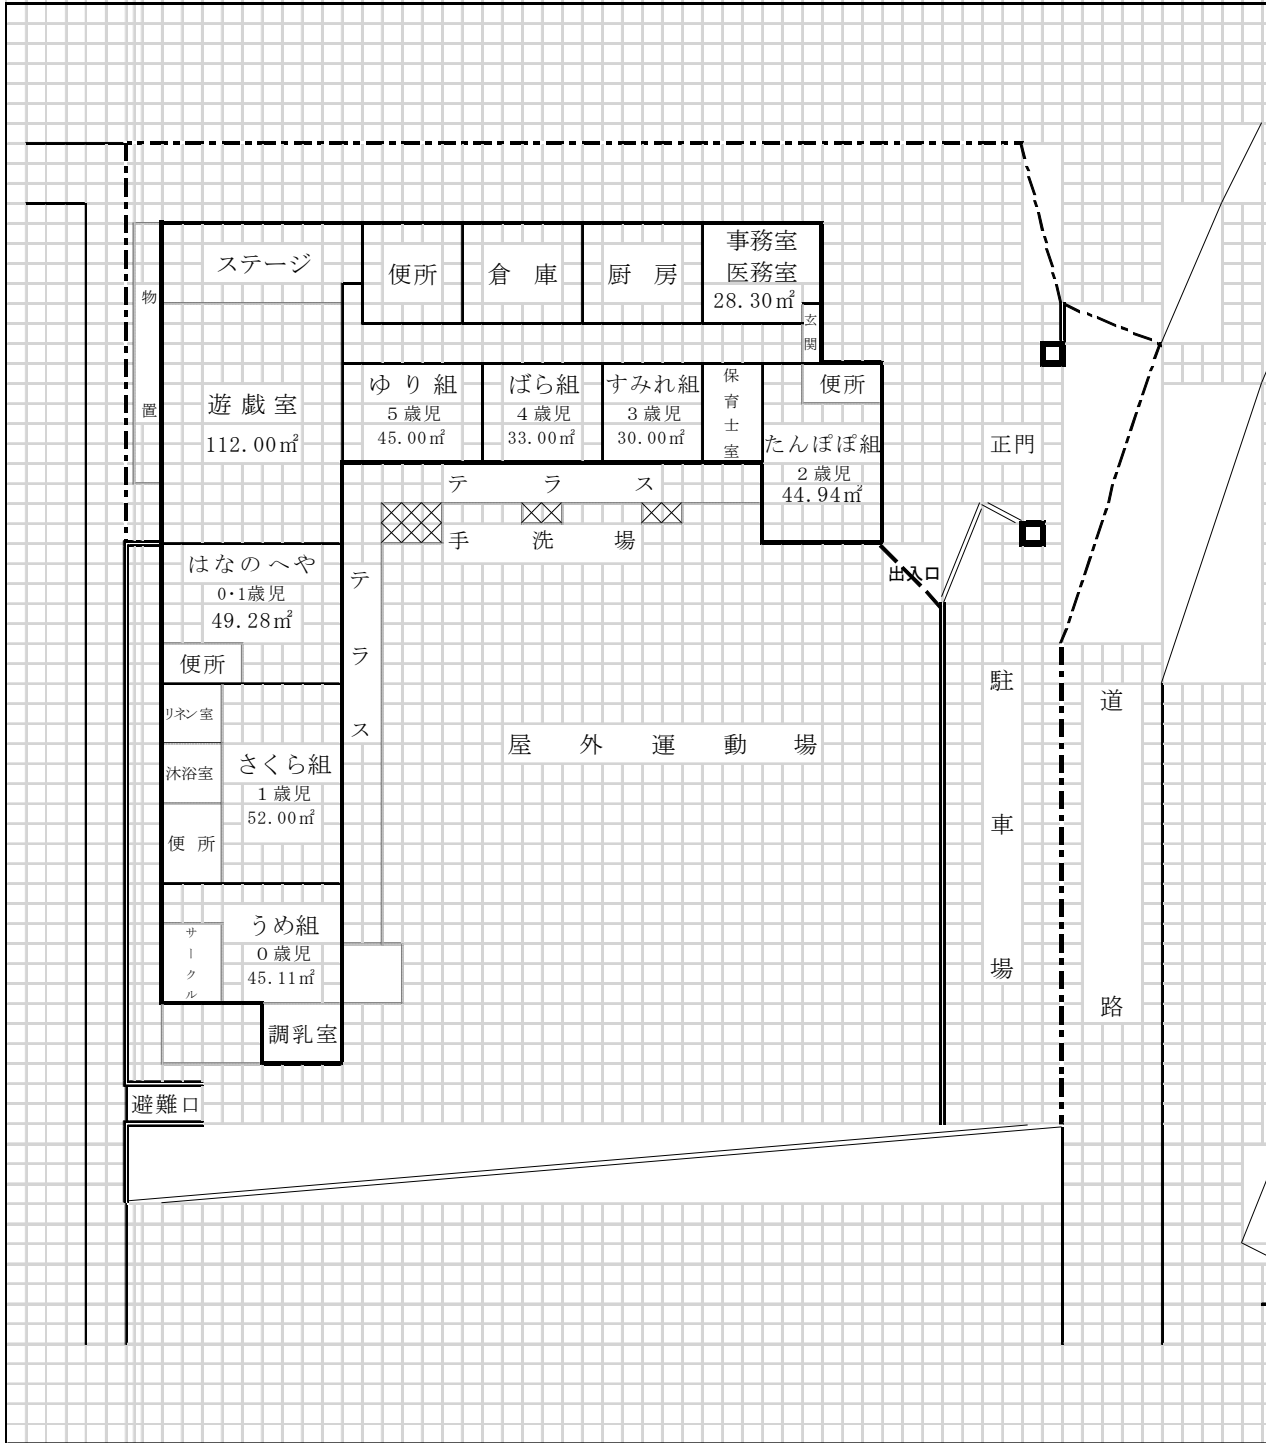 ステージ
便所
倉 庫
厨 房
事務室
医務室
28.30㎡
玄関
物置
遊戯室
112.00㎡
ゆり組
5歳児
45.00㎡
ばら組
4歳児
33.00㎡
すみれ組
3歳児
30.00㎡
保育士室
便所
たんぽぽ組
2歳児
44.94㎡
正門
テラス
手洗場
出入口
はなのへや
0・1歳児
49.28㎡
便所
テラス
リネン室
沐浴室
便所
さくら組
1歳児
52.00㎡
屋外運動場
駐車場
道路
うめ組
0歳児
45.11㎡
サークル
調乳室
避難口